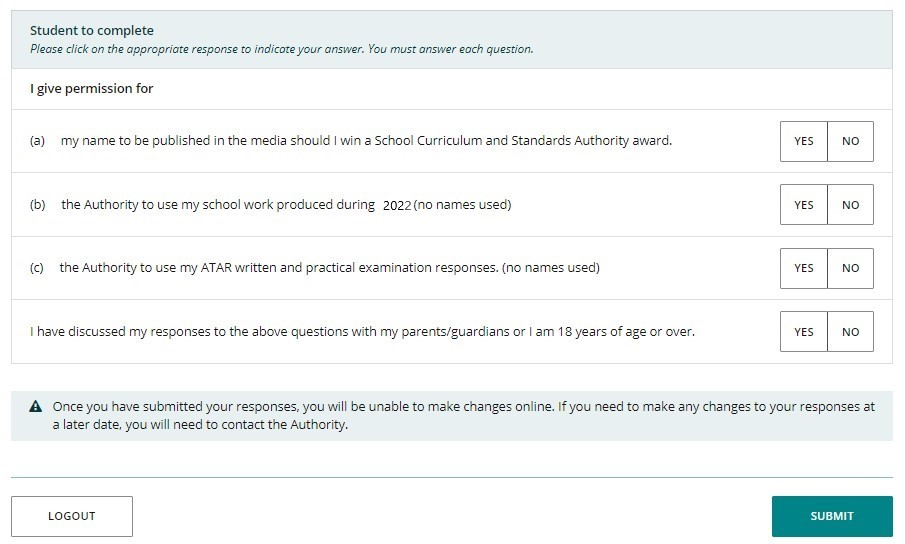 Student to complete
Please click on the appropriate response to indicate your answer. You must answer each question.
I give permission for
(a) my name to be published in the media should I win a School Curriculum and Standards Authority award. YES NO
(b) the Authority to use my school work produced during 2022 (no names used) YES NO
(c) the Authority to use my ATAR written and practical examination responses. (no names used) YES NO
I have discussed my responses to the above questions with my parents/guardians or I am 18 years of age or over. YES NO
Once you have submitted your responses, you will be unable to make changes online. If you need to make any changes to your responses at
a later date, you will need to contact the Authority.
LOGOUT SUBMIT